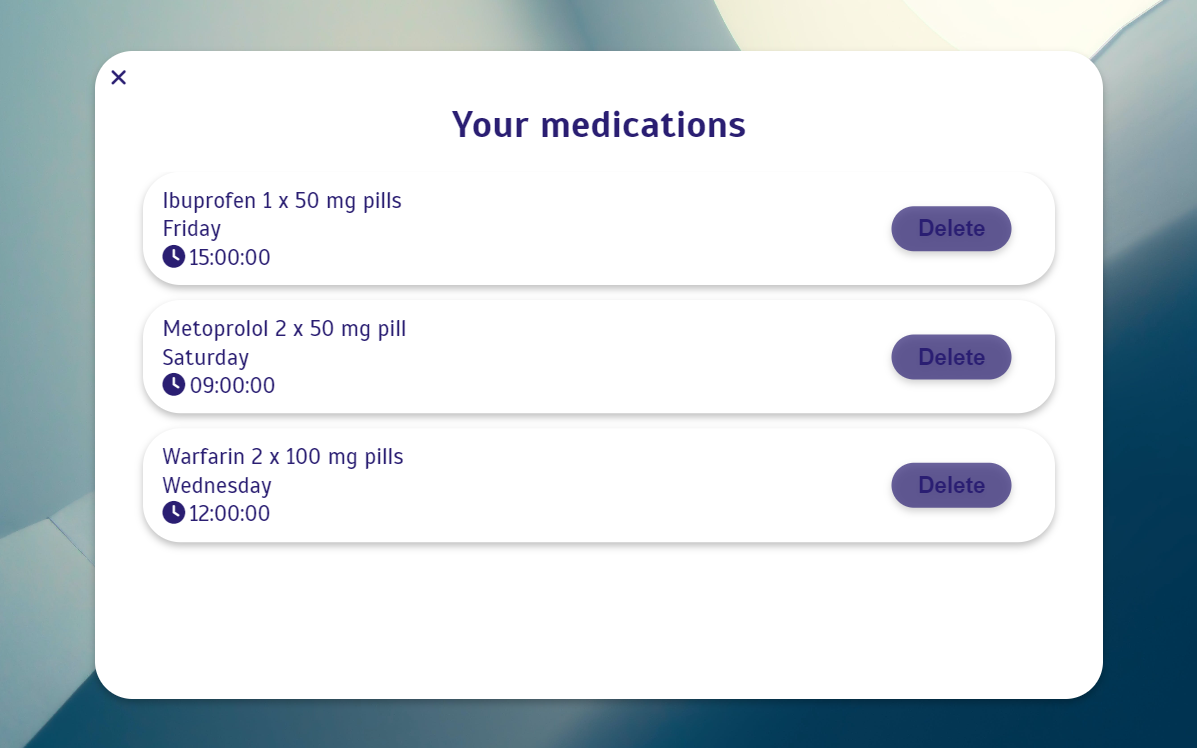 Your medications
Ibuprofen 1 x 50 mg pills
Friday
15:00:00
Delete
Metoprolol 2 x 50 mg pill
Saturday
09:00:00
Delete
Warfarin 2 x 100 mg pills
Wednesday
12:00:00
Delete